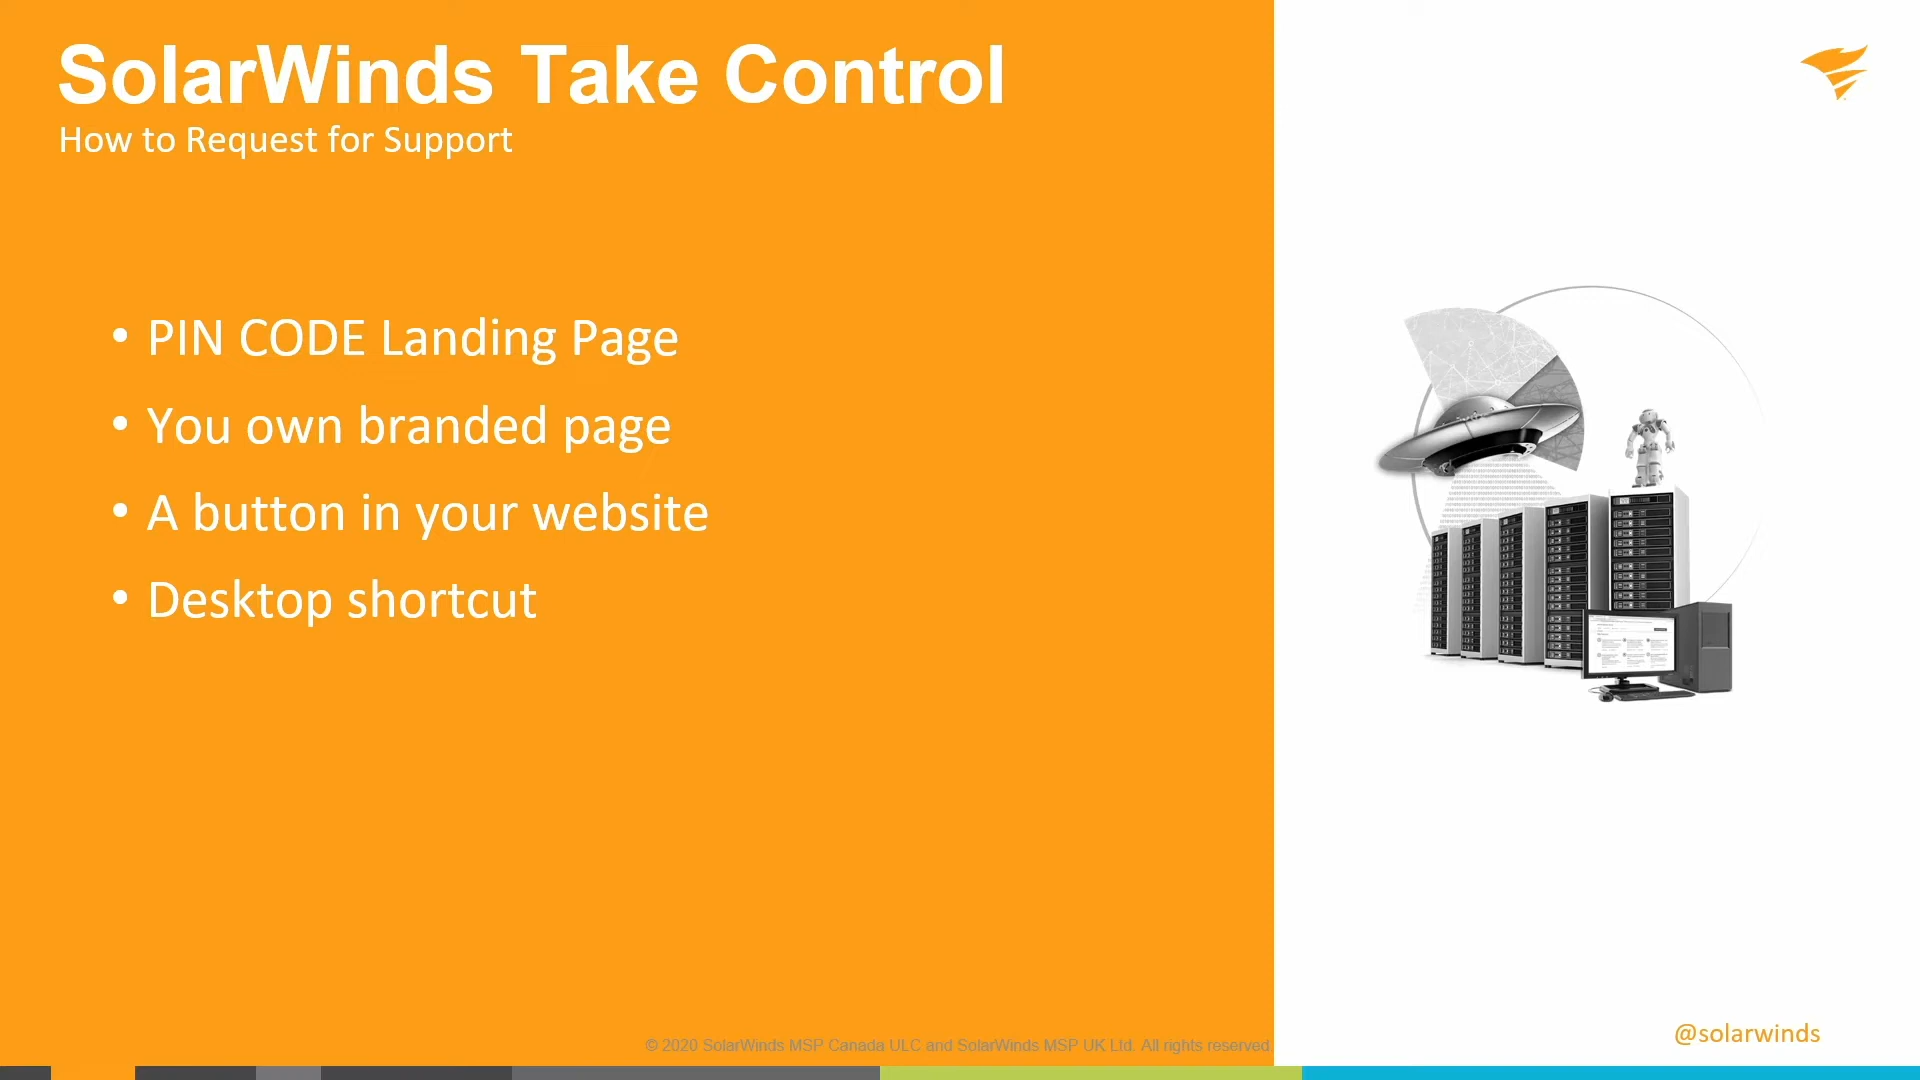 SolarWinds Take Control
How to Request for Support
• PIN CODE Landing Page
• You own branded page
• A button in your website
• Desktop shortcut
© 2020 SolarWinds MSP Canada ULC and SolarWinds MSP UK Ltd. All rights reserved.
@solarwinds